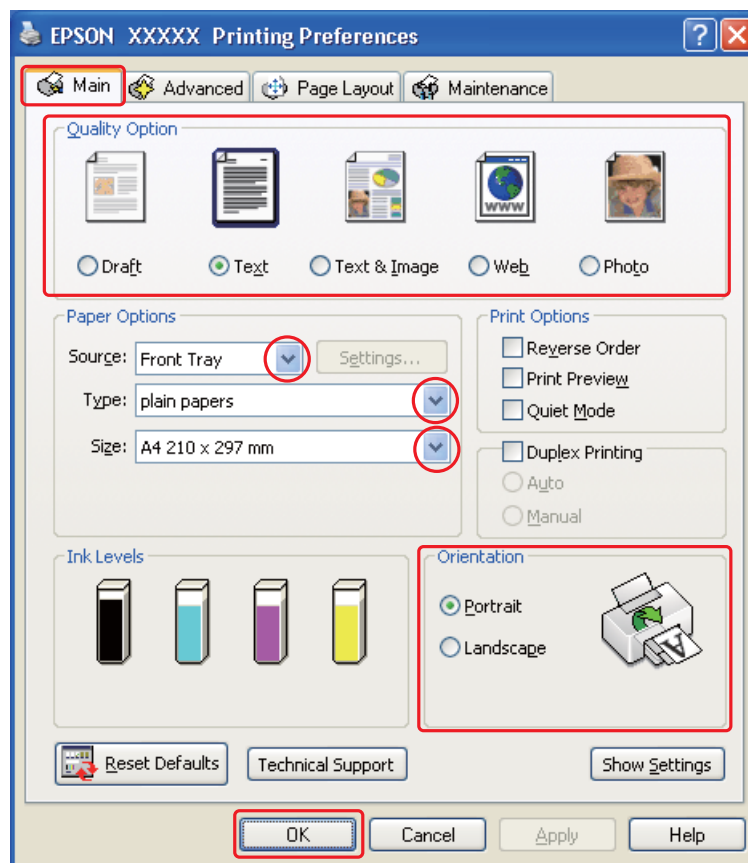 EPSON XXXXX Printing Preferences
Main Advanced Page Layout Maintenance
Quality Option
WWW
Draft Text Text & Image Web Photo
Paper Options
Source: Front Tray Settings...
Type: plain papers
Size: A4 210 x 297 mm
Print Options
Reverse Order
Print Preview
Quiet Mode
Duplex Printing
Auto
Manual
Ink Levels
Orientation
Portrait
Landscape
A
Reset Defaults Technical Support Show Settings
OK Cancel Apply Help